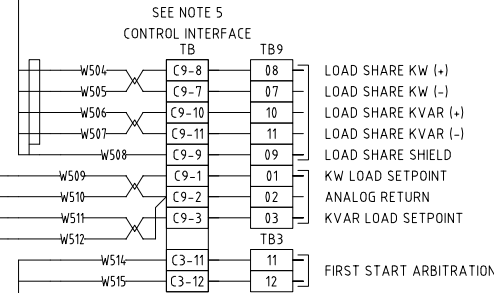 SEE NOTE 5
CONTROL INTERFACE
TB TB9
W504 C9-8 08 LOAD SHARE KW (+)
W505 C9-7 07 LOAD SHARE KW (-)
W506 C9-10 10 LOAD SHARE KVAR (+)
W507 C9-11 11 LOAD SHARE KVAR (-)
W508 C9-9 09 LOAD SHARE SHIELD
W509 C9-1 01 KW LOAD SETPOINT
W510 C9-2 02 ANALOG RETURN
W511 C9-3 03 KVAR LOAD SETPOINT
W512
TB3
W514 C3-11 11
FIRST START ARBITRATION
W515 C3-12 12